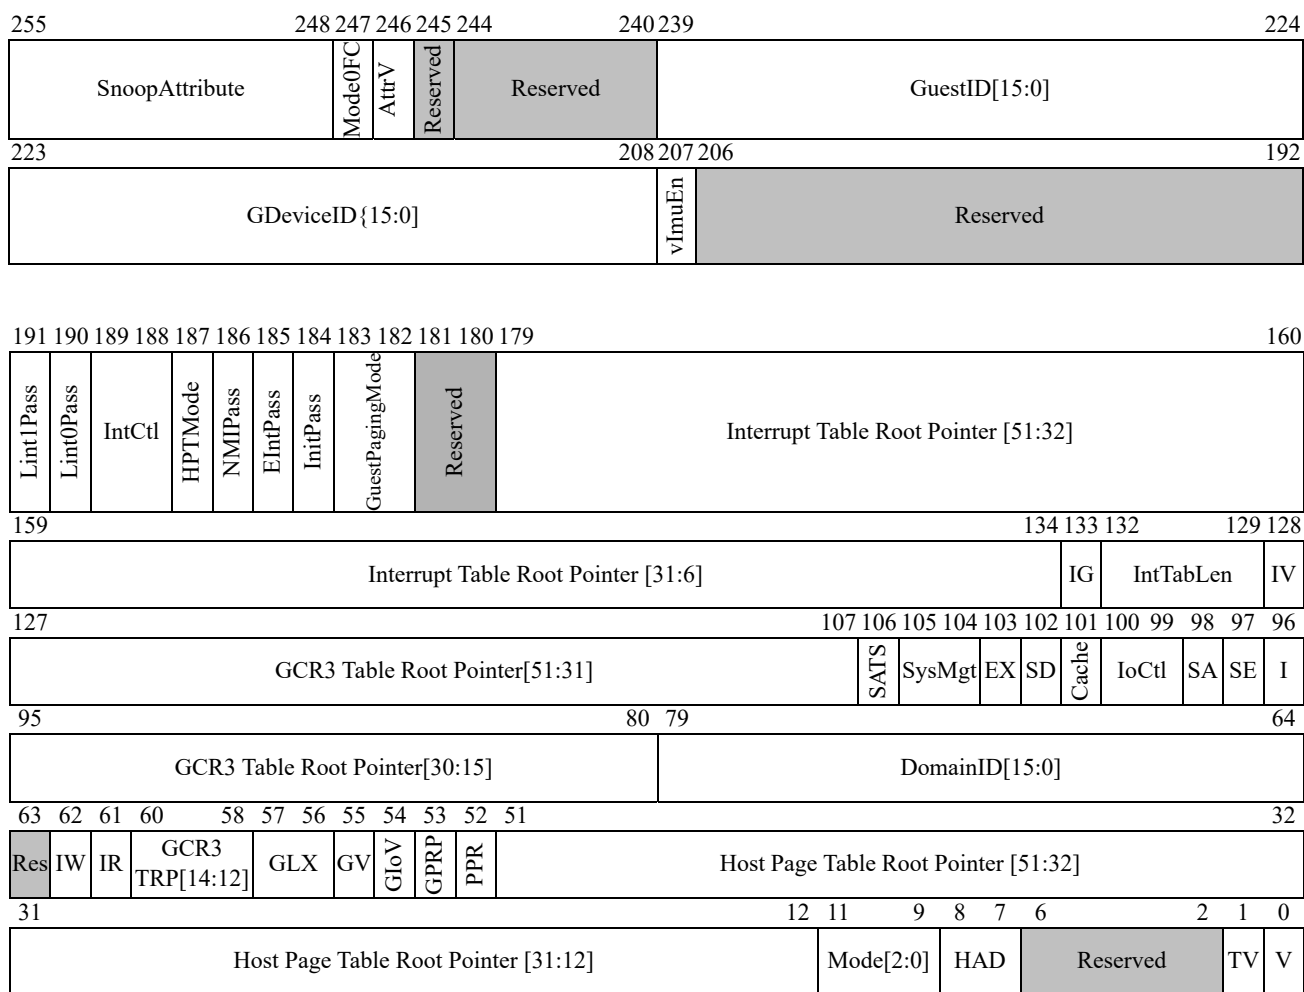 255 248 247 246 245 244 240 239 224
SnoopAttribute Mode0FC AttrV Reserved Reserved GuestID[15:0]
223 208 207 206 192
GDeviceID{15:0] vImuEn Reserved
191 190 189 188 187 186 185 184 183 182 181 180 179 160
Lint1Pass Lint0Pass IntCtl HPTMode NMIPass EIntPass InitPass GuestPagingMode Reserved Interrupt Table Root Pointer [51:32]
159 134 133 132 129 128
Interrupt Table Root Pointer [31:6] IG IntTabLen IV
127 107 106 105 104 103 102 101 100 99 98 97 96
GCR3 Table Root Pointer[51:31] SATS SysMgt EX SD Cache IoCtl SA SE I
95 80 79 64
GCR3 Table Root Pointer[30:15] DomainID[15:0]
63 62 61 60 58 57 56 55 54 53 52 51 32
Res IW IR GCR3 TRP[14:12] GLX GV GIoV GPRP PPR Host Page Table Root Pointer [51:32]
31 12 11 9 8 7 6 2 1 0
Host Page Table Root Pointer [31:12] Mode[2:0] HAD Reserved TV V